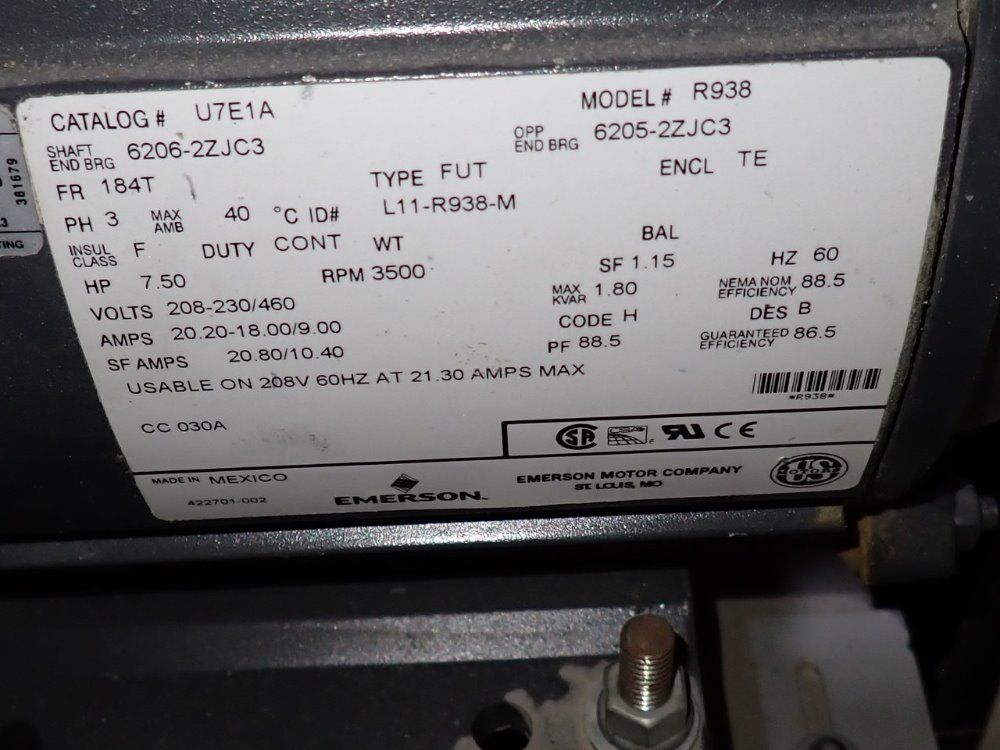 CATALOG # U7E1A MODEL # R938
SHAFT END BRG 6206-2ZJC3 OPP END BRG 6205-2ZJC3
FR 184T TYPE FUT ENCL TE
PH 3 MAX AMB 40 °C ID# L11-R938-M
INSUL CLASS F DUTY CONT WT BAL
HP 7.50 RPM 3500 SF 1.15 HZ 60
VOLTS 208-230/460 MAX KVAR 1.80 NEMA NOM EFFICIENCY 88.5
AMPS 20.20-18.00/9.00 CODE H DES B
SF AMPS 20.80/10.40 PF 88.5 GUARANTEED EFFICIENCY 86.5
USABLE ON 208V 60HZ AT 21.30 AMPS MAX
*R938*
CC 030A
CSA UR CE
MADE IN MEXICO
422701-002
EMERSON
EMERSON MOTOR COMPANY
ST. LOUIS, MO
US MOTORS
381679